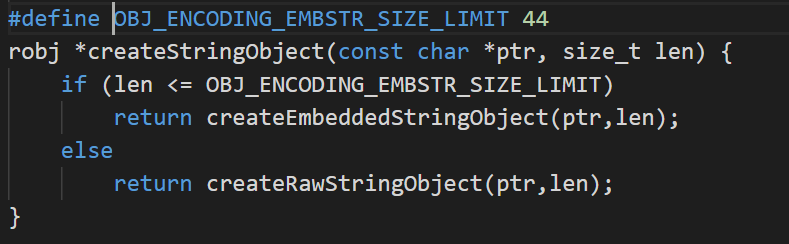 #define OBJ_ENCODING_EMBSTR_SIZE_LIMIT 44
robj *createStringObject(const char *ptr, size_t len) {
    if (len <= OBJ_ENCODING_EMBSTR_SIZE_LIMIT)
        return createEmbeddedStringObject(ptr,len);
    else
        return createRawStringObject(ptr,len);
}